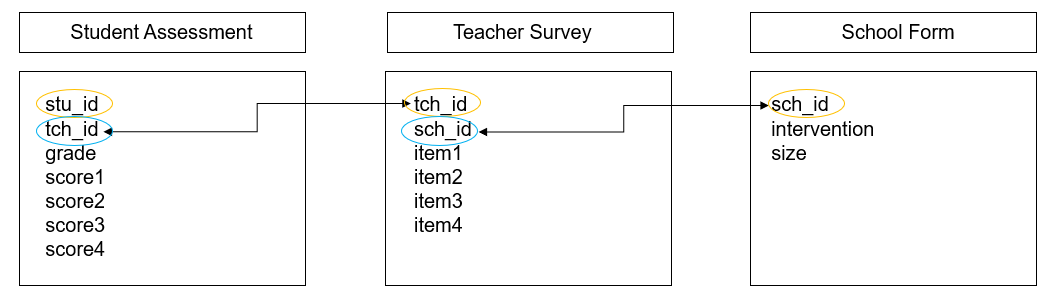 Student Assessment
stu_id
tch_id
grade
score1
score2
score3
score4
Teacher Survey
tch_id
sch_id
item1
item2
item3
item4
School Form
sch_id
intervention
size